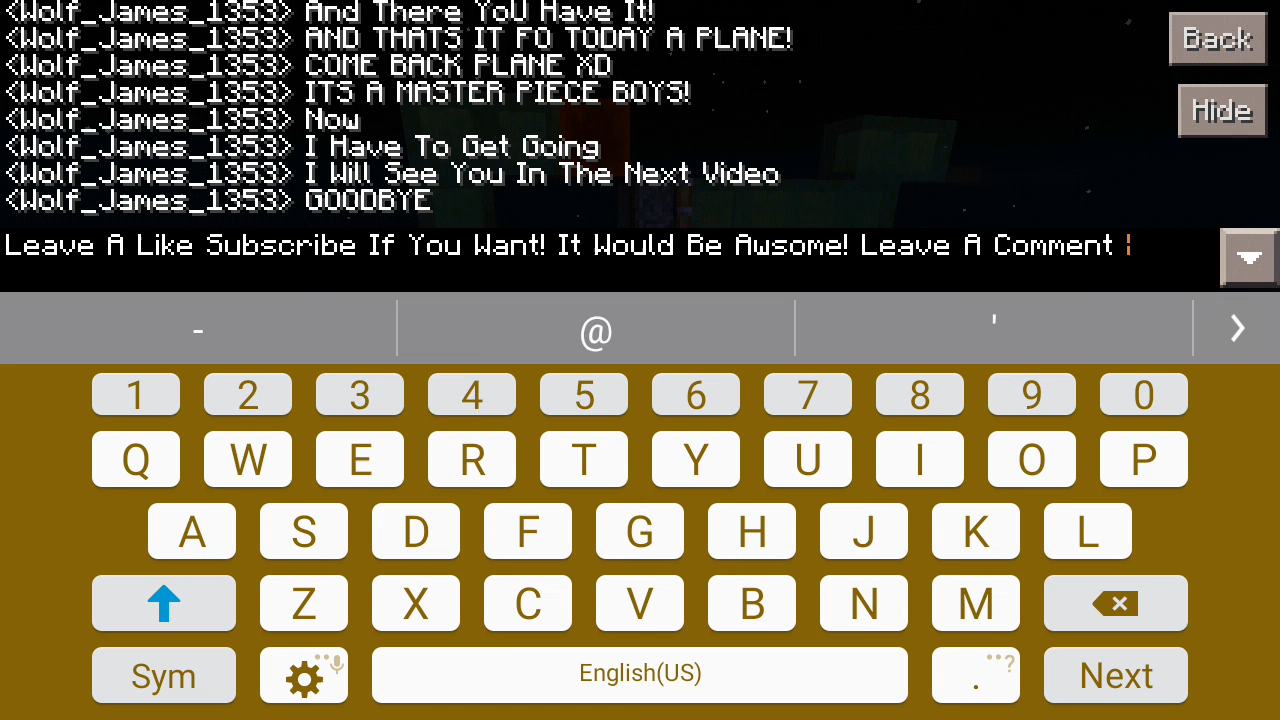 <Wolf_James_1353> And There YoU Have It!
<Wolf_James_1353> AND THATS IT FO TODAY A PLANE!
<Wolf_James_1353> COME BACK PLANE XD
<Wolf_James_1353> ITS A MASTER PIECE BOYS!
<Wolf_James_1353> Now
<Wolf_James_1353> I Have To Get Going
<Wolf_James_1353> I Will See You In The Next Video
<Wolf_James_1353> GOODBYE
Back
Hide
Leave A Like Subscribe If You Want! It Would Be Awsome! Leave A Comment
- @ '
1 2 3 4 5 6 7 8 9 0
Q W E R T Y U I O P
A S D F G H J K L
Z X C V B N M
Sym English(US) . ? Next